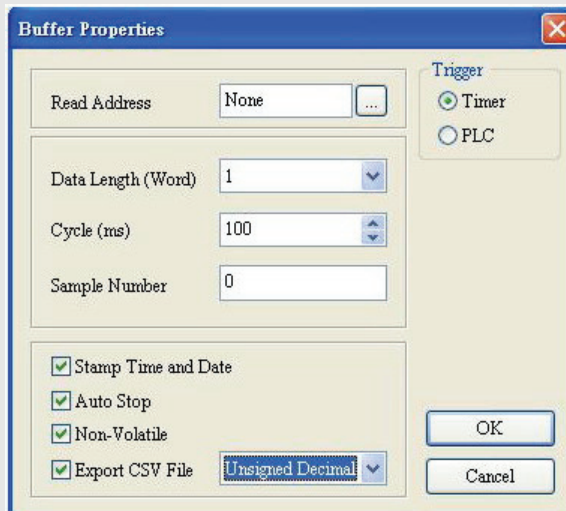 Buffer Properties
Read Address None ...
Trigger
Timer
PLC
Data Length (Word) 1
Cycle (ms) 100
Sample Number 0
Stamp Time and Date
Auto Stop
Non-Volatile
Export CSV File Unsigned Decimal
OK
Cancel